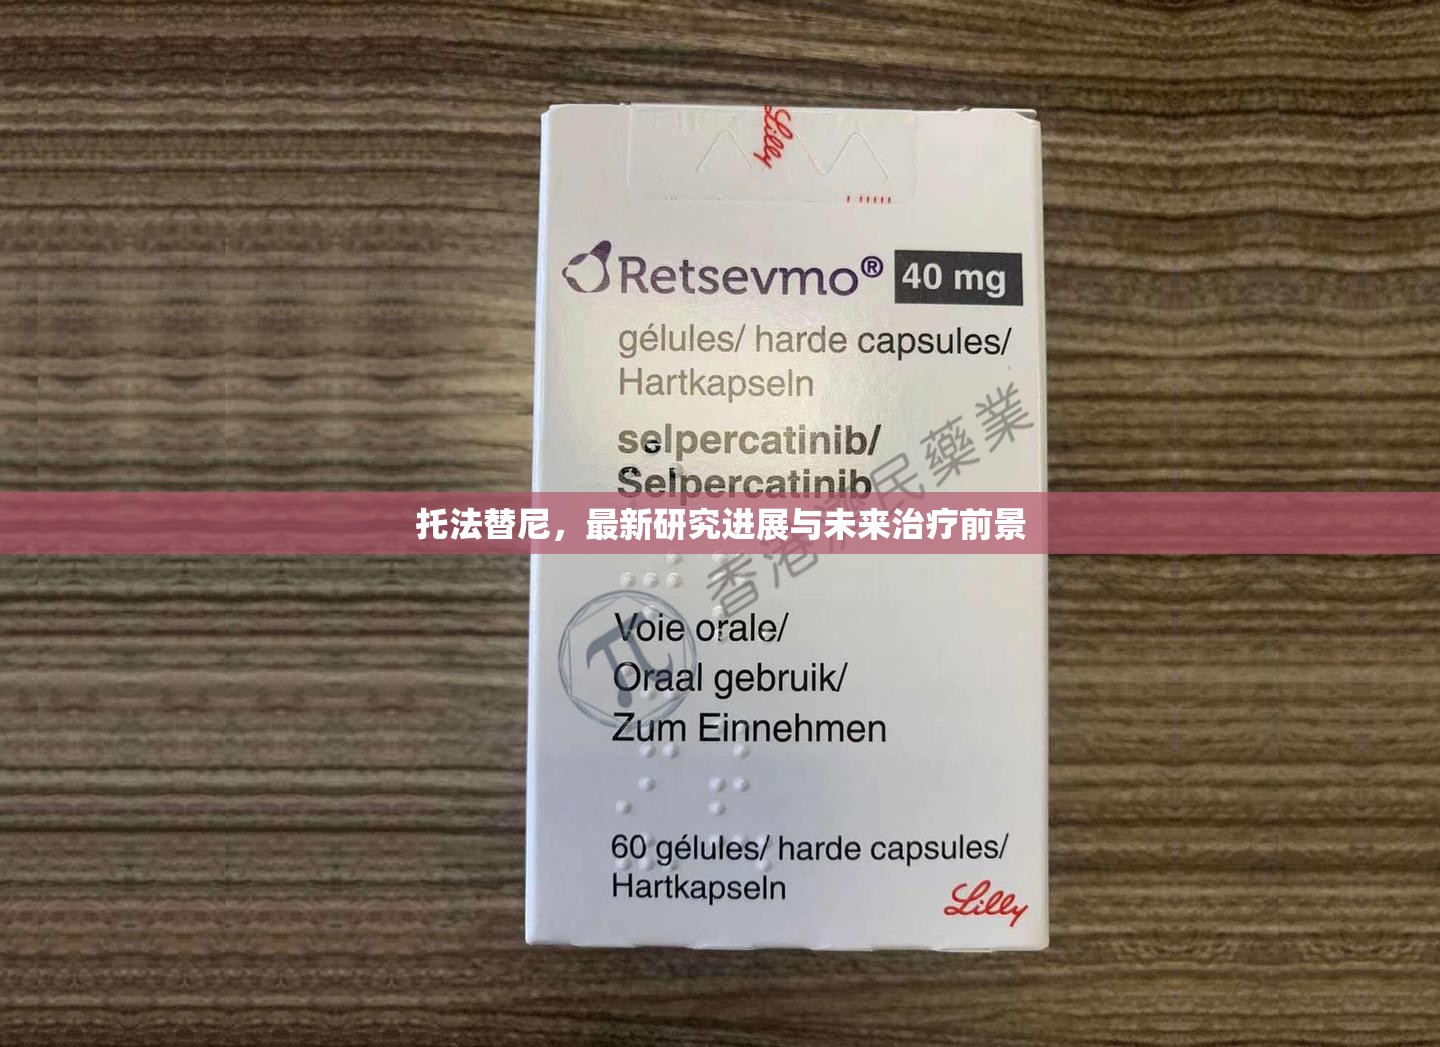 Lilly
Retsevmo® 40 mg
gélules/ harde capsules/
Hartkapseln
selpercatinib/
Selpercatinib
托法替尼，最新研究进展与未来治疗前景
Voie orale/
Oraal gebruik/
Zum Einnehmen
60 gélules/ harde capsules/
Hartkapseln
Lilly
香港 民藥業